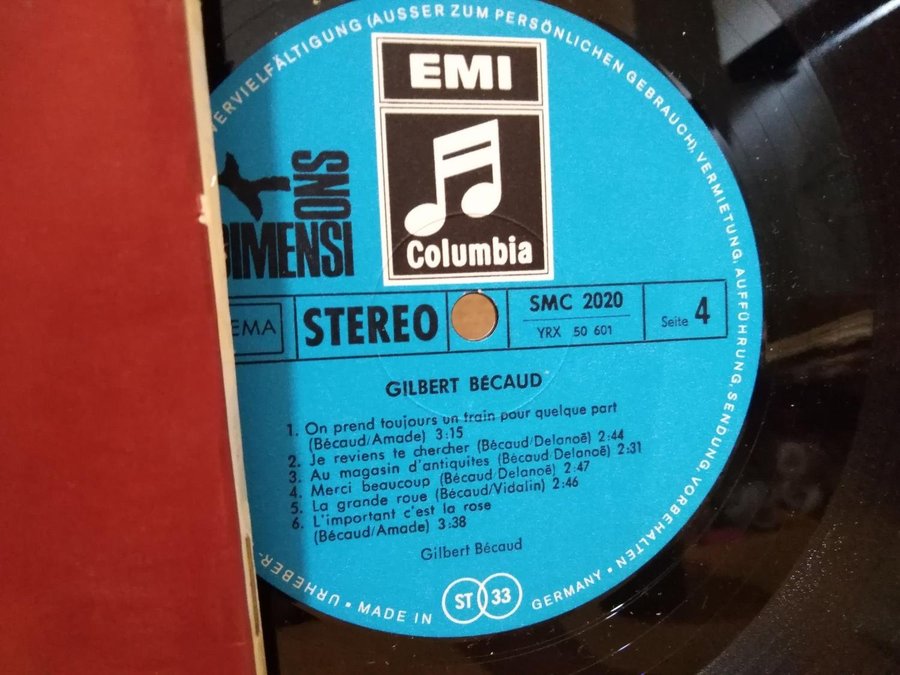 VERVIELFÄLTIGUNG (AUSSER ZUM PERSÖNLICHEN GEBRAUCH), VERMIETUNG, AUFFÜHRUNG, SENDUNG, VORBEHALTEN
EMI
Columbia
DIMENSI
ONS
EMA
STEREO
SMC 2020
YRX 50 601
Seite 4
GILBERT BÉCAUD
1. On prend toujours un train pour quelque part
(Bécaud/Amade) 3:15
2. Je reviens te chercher (Bécaud/Delanoë) 2:44
3. Au magasin d'antiquites (Bécaud/Delanoë) 2:31
4. Merci beaucoup (Bécaud/Delanoë) 2:47
5. La grande roue (Bécaud/Vidalin) 2:46
6. L'important c'est la rose
(Bécaud/Amade) 3:38
Gilbert Bécaud
URHEBER- • MADE IN ST 33 GERMANY •